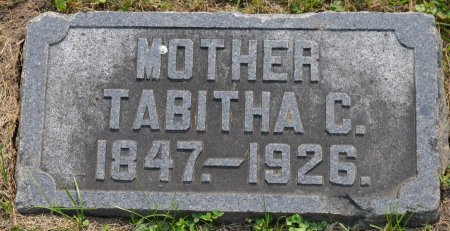 MOTHER
TABITHA C.
1847.–1926.